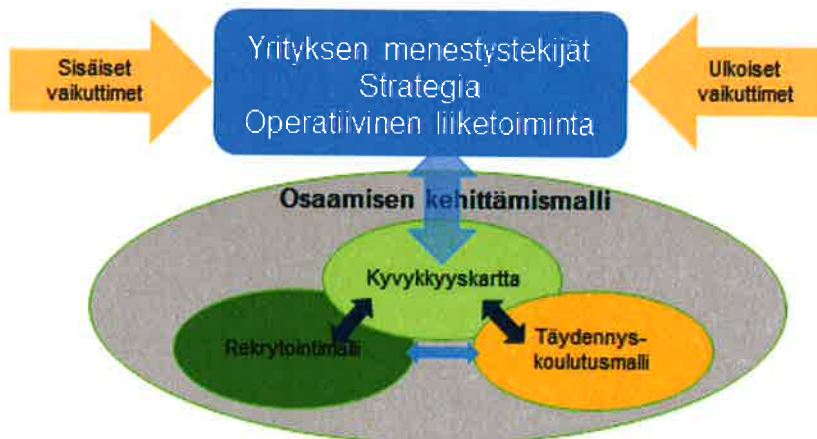 Sisäiset
vaikuttimet
Yrityksen menestystekijät
Strategia
Operatiivinen liiketoiminta
Ulkoiset
vaikuttimet
Osaamisen kehittämismalli
Kyvykkyyskartta
Rekrytointimalli
Täydennys-
koulutusmalli